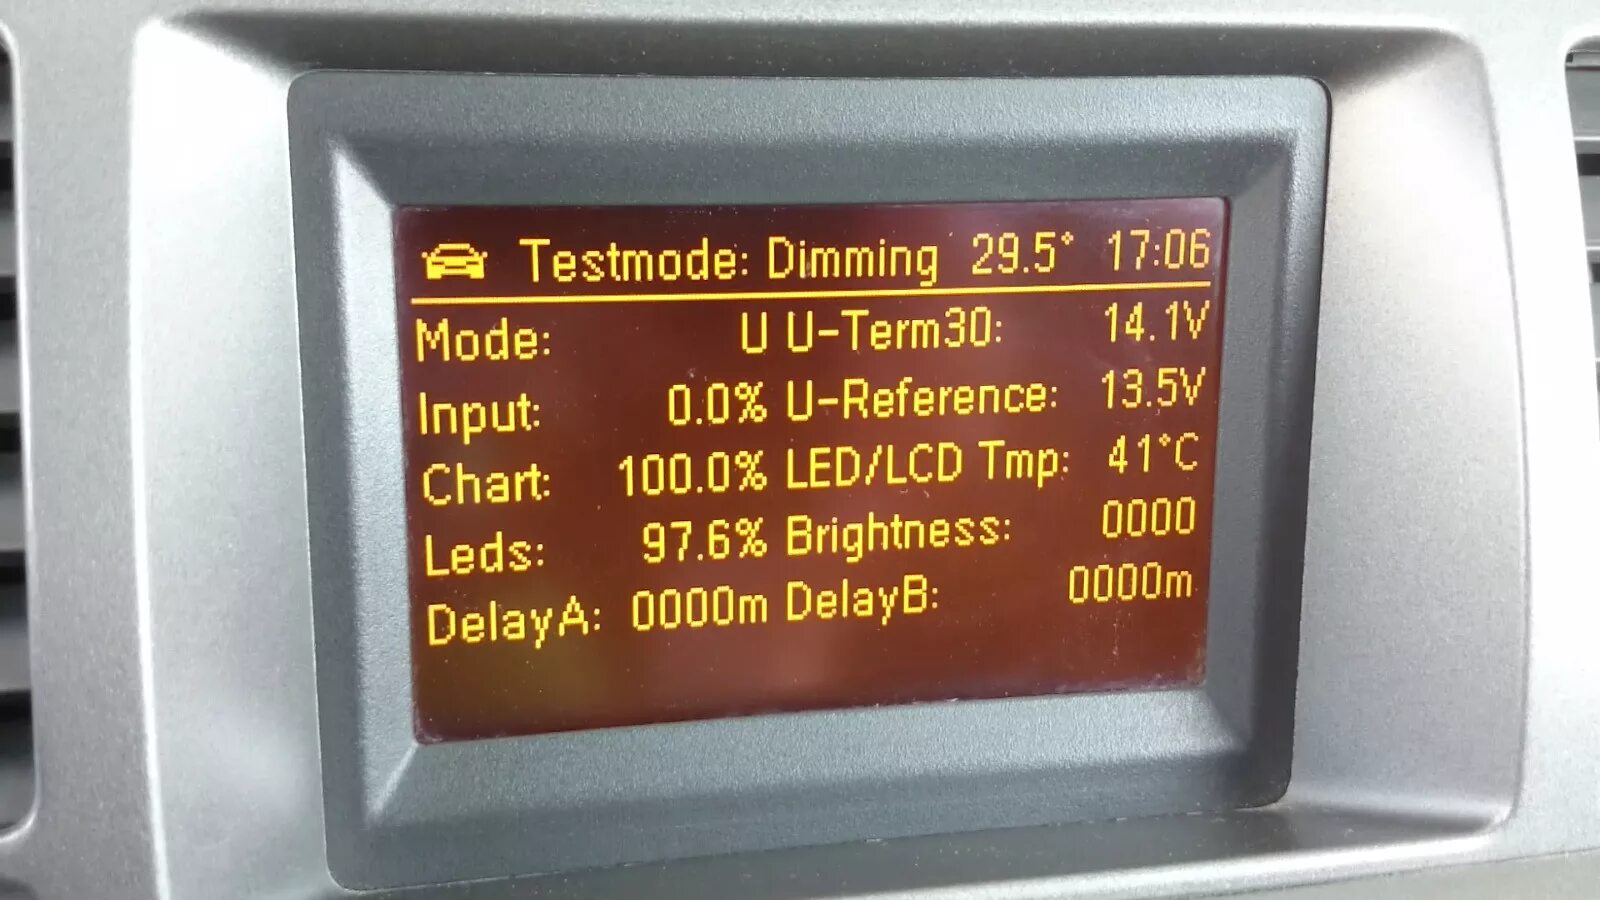 Testmode: Dimming 29.5° 17:06
Mode: U U-Term30: 14.1V
Input: 0.0% U-Reference: 13.5V
Chart: 100.0% LED/LCD Tmp: 41°C
Leds: 97.6% Brightness: 0000
DelayA: 0000m DelayB: 0000m